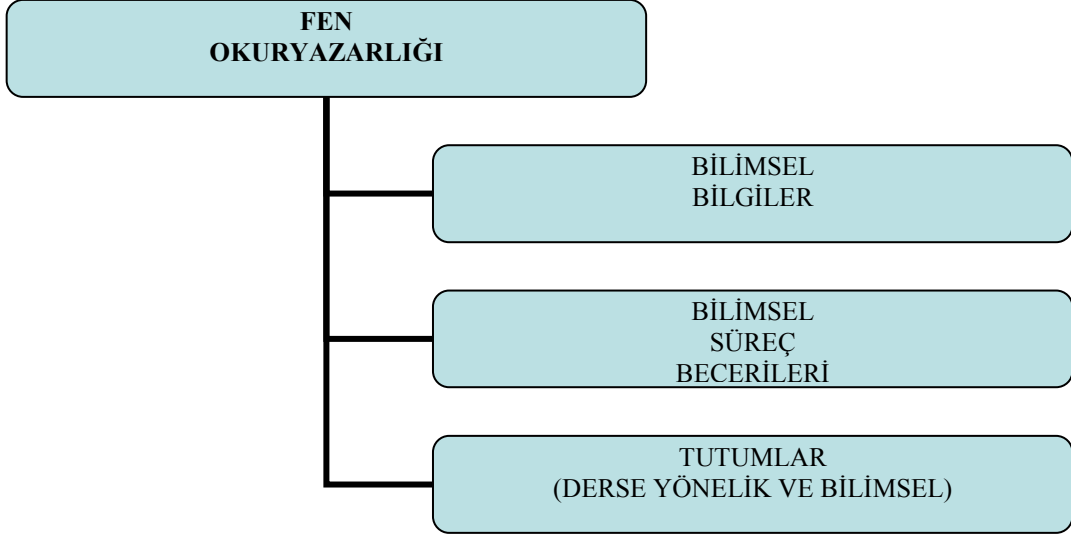 FEN
OKURYAZARLIĞI
BİLİMSEL
BİLGİLER
BİLİMSEL
SÜREÇ
BECERİLERİ
TUTUMLAR
(DERSE YÖNELİK VE BİLİMSEL)